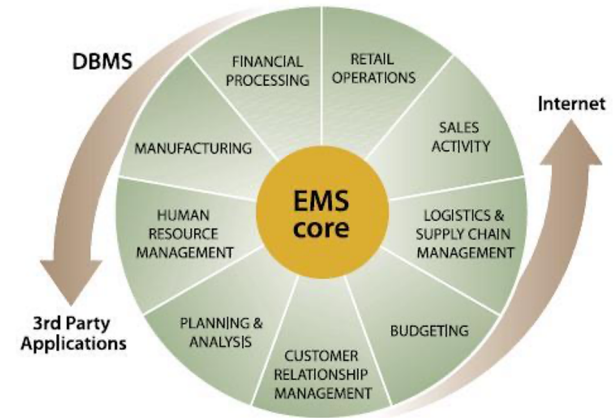 DBMS
FINANCIAL
PROCESSING
RETAIL
OPERATIONS
Internet
SALES
ACTIVITY
MANUFACTURING
EMS
core
HUMAN
RESOURCE
MANAGEMENT
LOGISTICS &
SUPPLY CHAIN
MANAGEMENT
3rd Party
Applications
PLANNING &
ANALYSIS
BUDGETING
CUSTOMER
RELATIONSHIP
MANAGEMENT